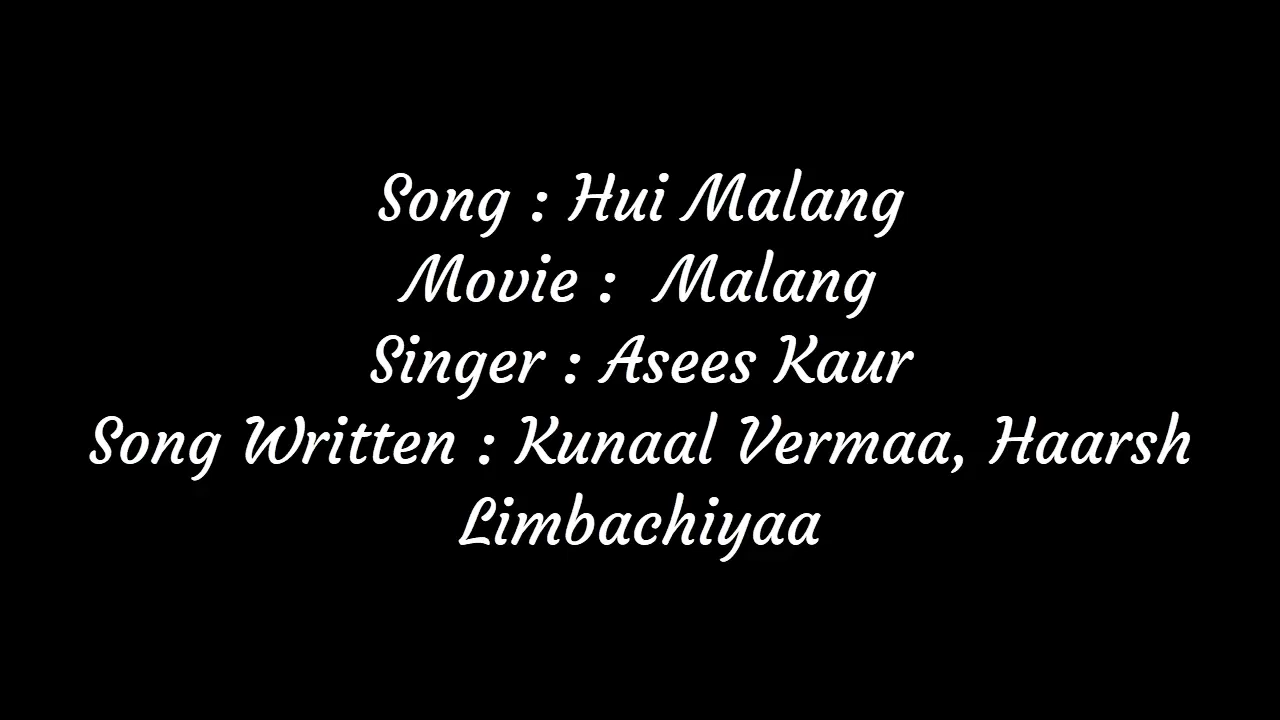 Song : Hui Malang
Movie :  Malang
Singer : Asees Kaur
Song Written : Kunaal Vermaa, Haarsh
Limbachiyaa